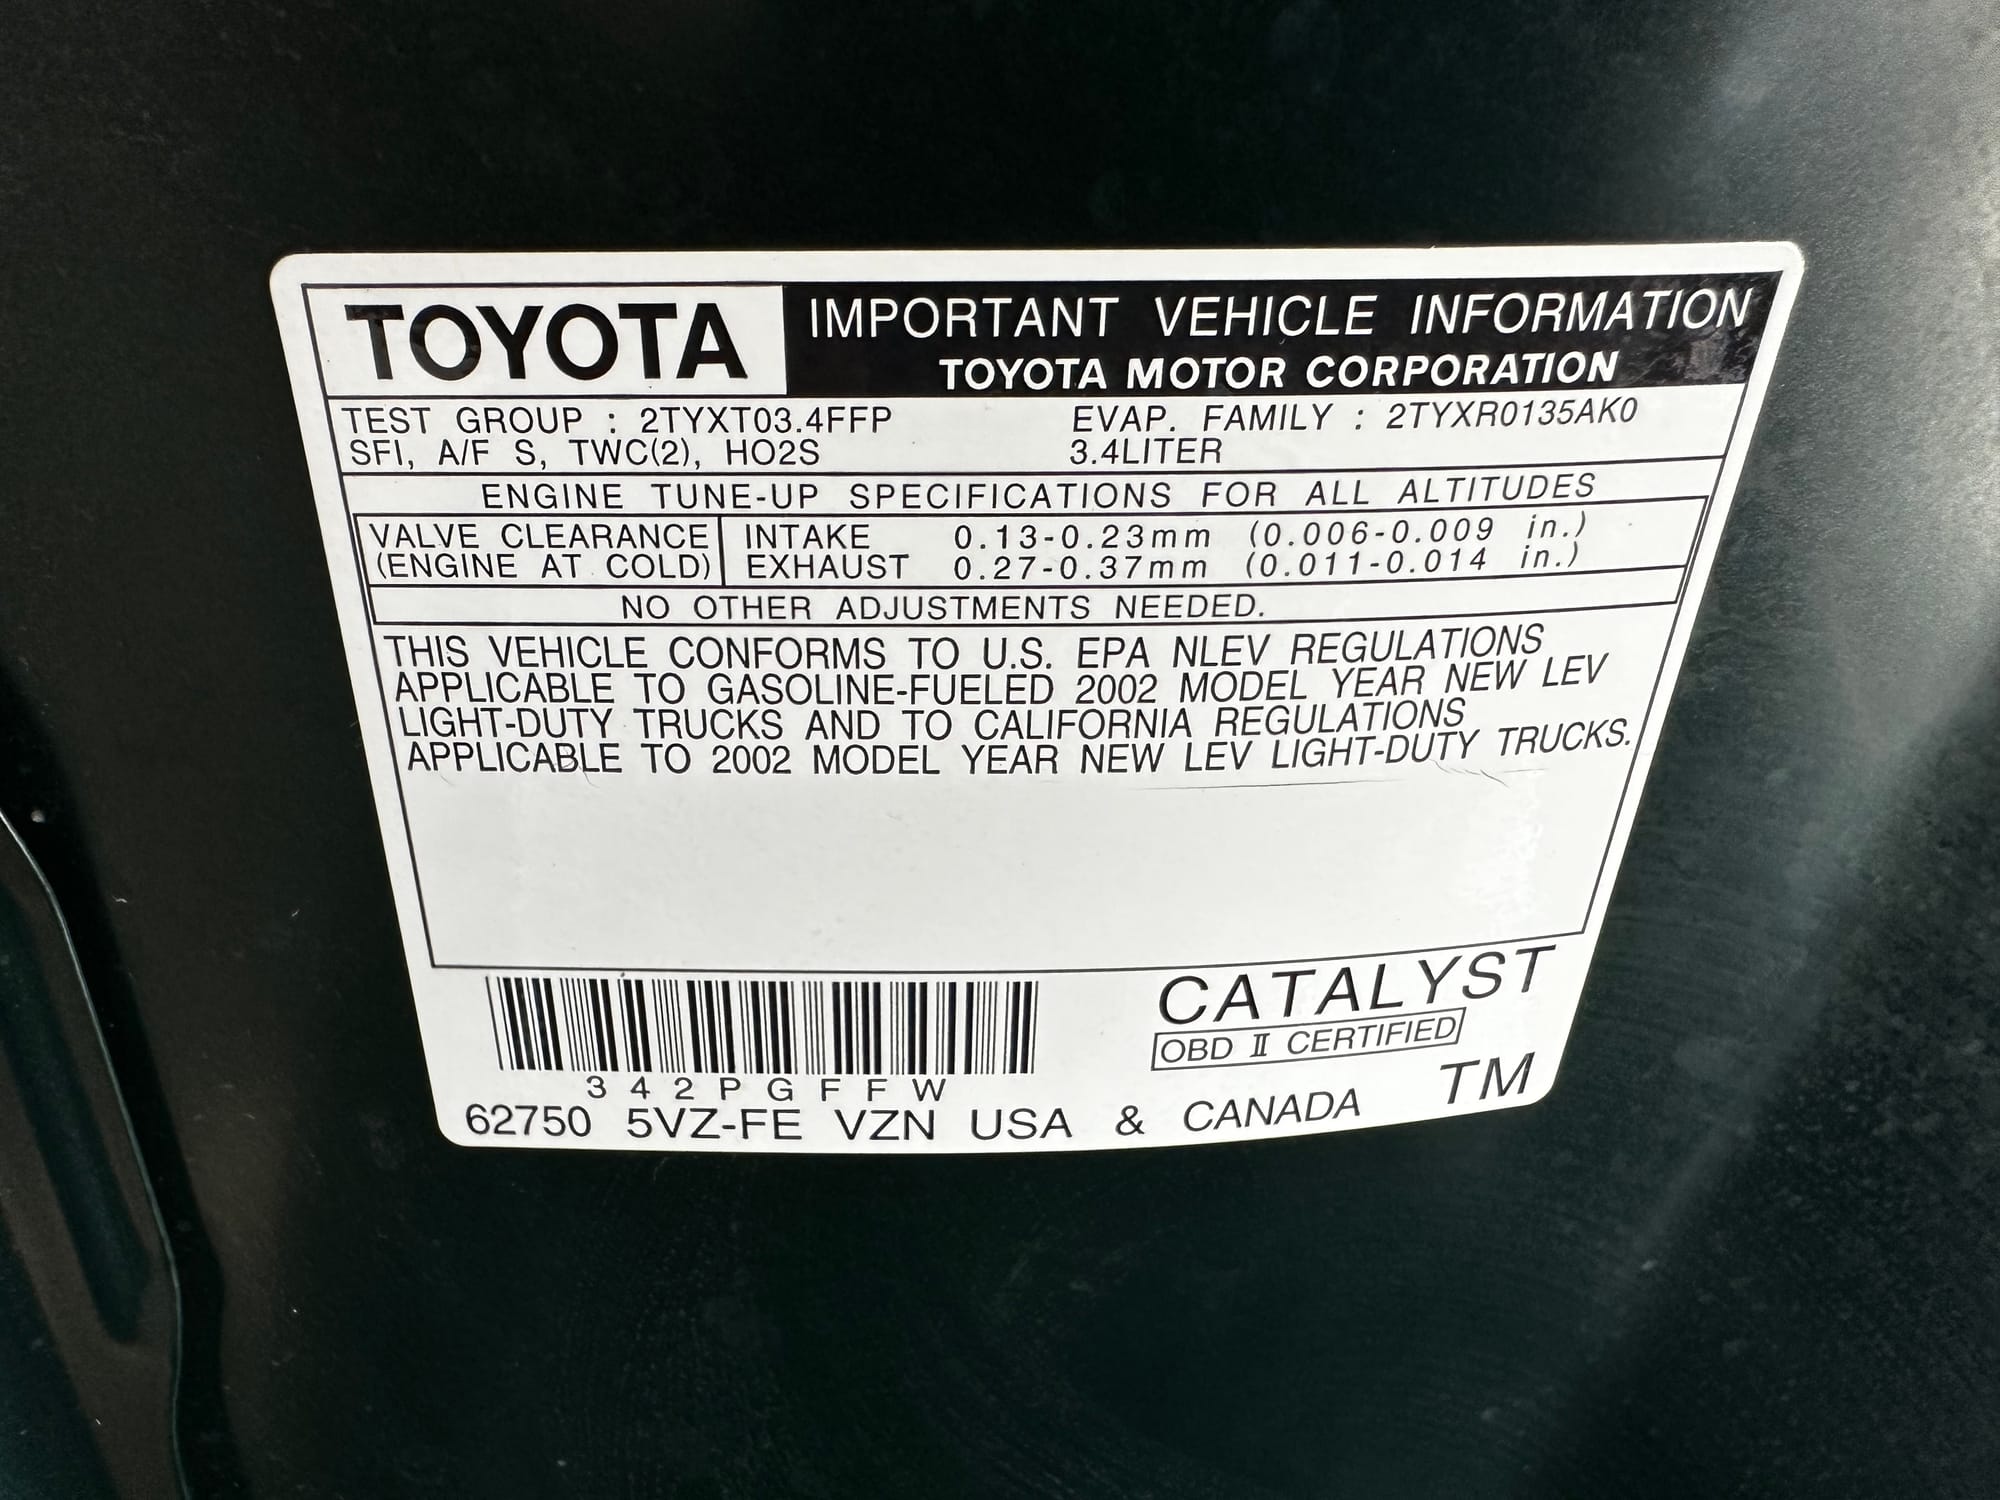 TOYOTA IMPORTANT VEHICLE INFORMATION
TOYOTA MOTOR CORPORATION
TEST GROUP : 2TYXT03.4FFP EVAP. FAMILY : 2TYXR0135AK0
SFI, A/F S, TWC(2), HO2S 3.4LITER
ENGINE TUNE-UP SPECIFICATIONS FOR ALL ALTITUDES
VALVE CLEARANCE INTAKE 0.13-0.23mm (0.006-0.009 in.)
(ENGINE AT COLD) EXHAUST 0.27-0.37mm (0.011-0.014 in.)
NO OTHER ADJUSTMENTS NEEDED.
THIS VEHICLE CONFORMS TO U.S. EPA NLEV REGULATIONS
APPLICABLE TO GASOLINE-FUELED 2002 MODEL YEAR NEW LEV
LIGHT-DUTY TRUCKS AND TO CALIFORNIA REGULATIONS
APPLICABLE TO 2002 MODEL YEAR NEW LEV LIGHT-DUTY TRUCKS.
CATALYST
OBD II CERTIFIED
342PGFFW
62750 5VZ-FE VZN USA & CANADA TM